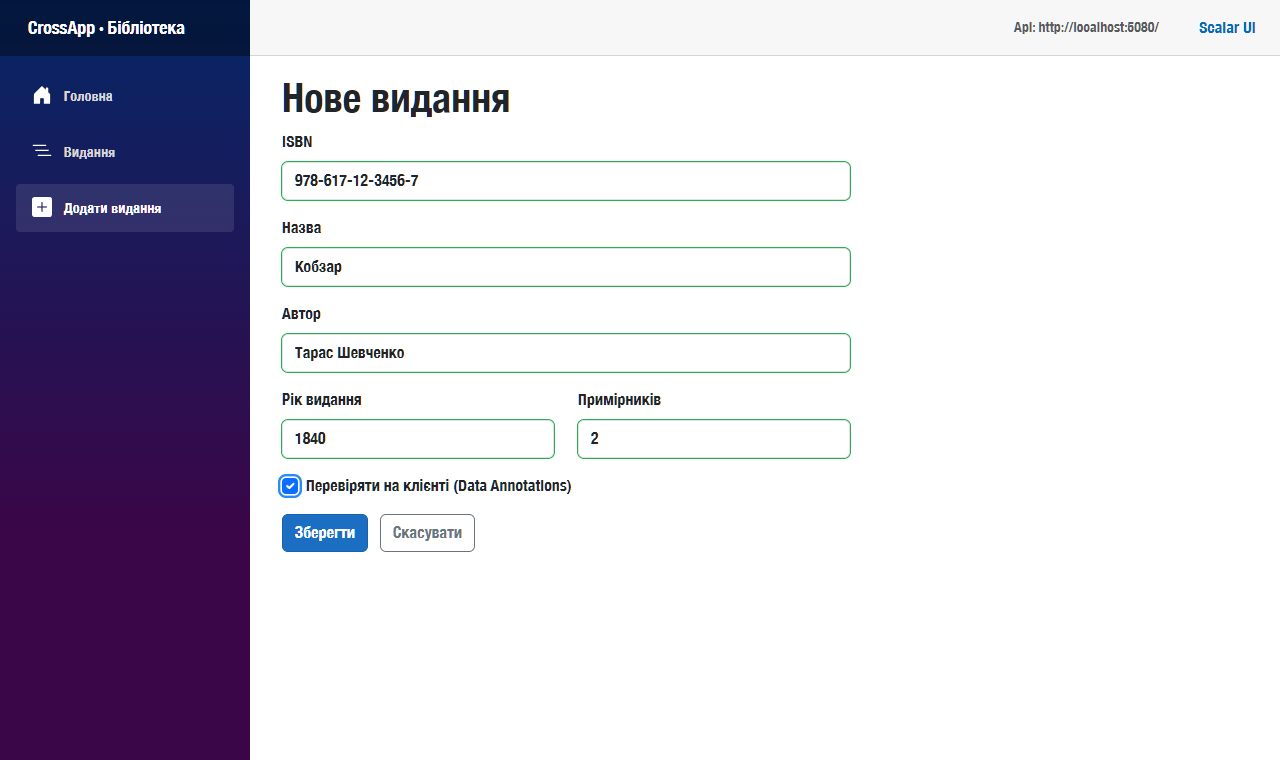 CrossApp • Бібліотека
Api: http://localhost:5080/
Scalar UI
Головна
Видання
Додати видання
Нове видання
ISBN
978-617-12-3456-7
Назва
Кобзар
Автор
Тарас Шевченко
Рік видання
Примірників
1840
2
Перевіряти на клієнті (Data Annotations)
Зберегти
Скасувати